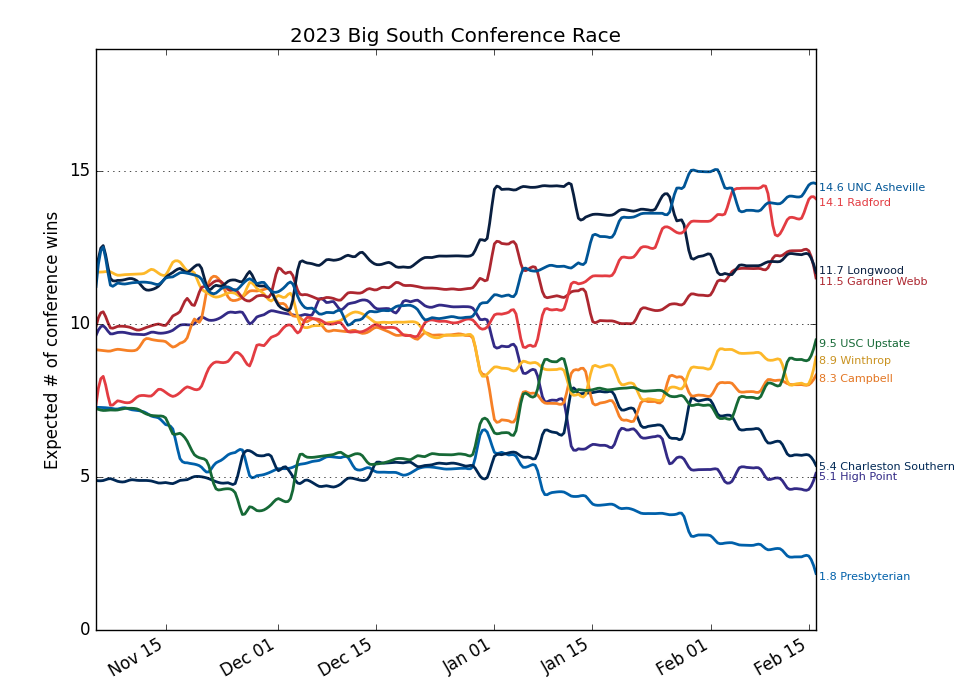 2023 Big South Conference Race
Expected # of conference wins
15
10
5
0
14.6 UNC Asheville
14.1 Radford
11.7 Longwood
11.5 Gardner Webb
9.5 USC Upstate
8.9 Winthrop
8.3 Campbell
5.4 Charleston Southern
5.1 High Point
1.8 Presbyterian
Nov 15
Dec 01
Dec 15
Jan 01
Jan 15
Feb 01
Feb 15